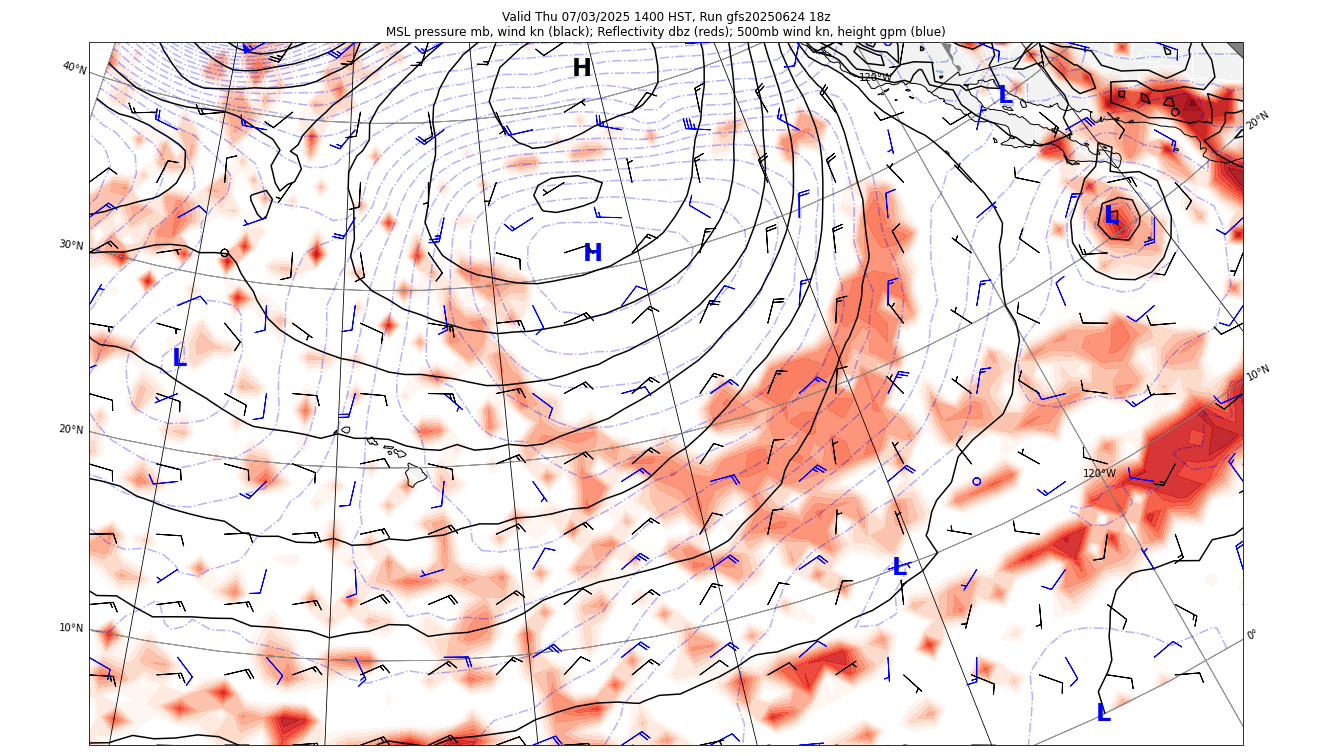 Valid Thu 07/03/2025 1400 HST, Run gfs20250624 18z
MSL pressure mb, wind kn (black); Reflectivity dbz (reds); 500mb wind kn, height gpm (blue)
H
40°N
120°W
L
20°N
L
30°N
H
L
10°N
20°N
120°W
L
10°N
0°
L